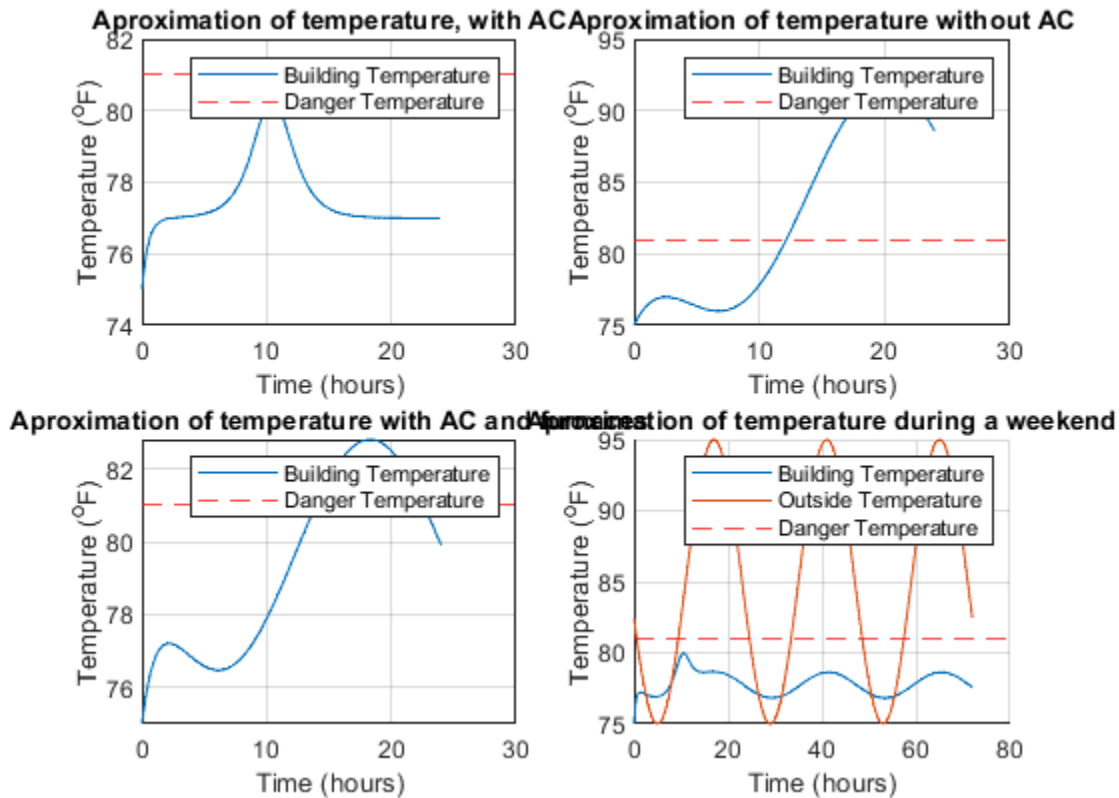 Aproximation of temperature, with AC
82
80
78
76
74
Temperature (°F)
Building Temperature
Danger Temperature
0 10 20 30
Time (hours)
Aproximation of temperature without AC
95
90
85
80
75
Temperature (°F)
Building Temperature
Danger Temperature
0 10 20 30
Time (hours)
Aproximation of temperature with AC and
82
80
78
76
Temperature (°F)
Building Temperature
Danger Temperature
0 10 20 30
Time (hours)
Aproximation of temperature during a weekend
95
90
85
80
75
Temperature (°F)
Building Temperature
Outside Temperature
Danger Temperature
0 20 40 60 80
Time (hours)